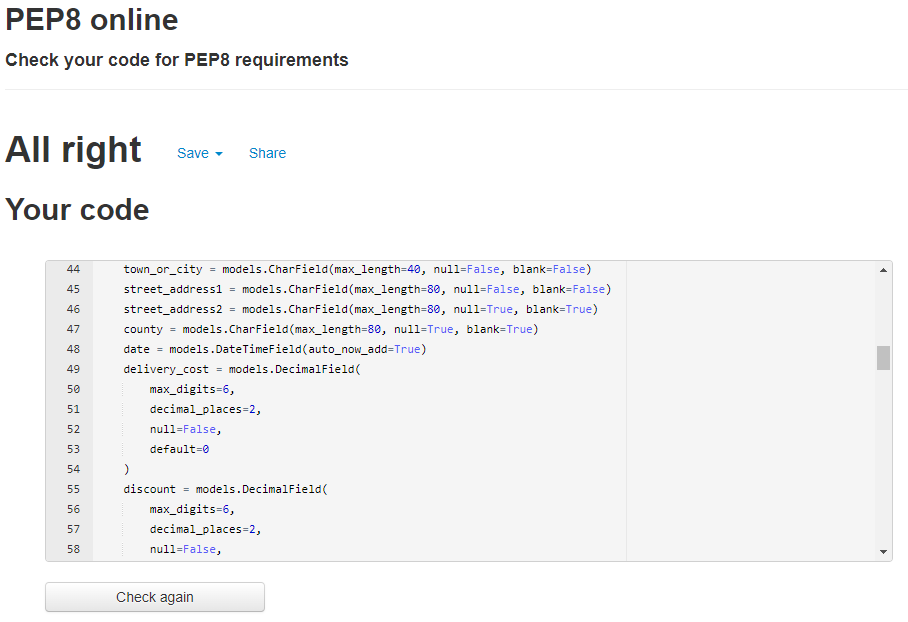 PEP8 online
Check your code for PEP8 requirements
All right Save Share
Your code
44 town_or_city = models.CharField(max_length=40, null=False, blank=False)
45 street_address1 = models.CharField(max_length=80, null=False, blank=False)
46 street_address2 = models.CharField(max_length=80, null=True, blank=True)
47 county = models.CharField(max_length=80, null=True, blank=True)
48 date = models.DateTimeField(auto_now_add=True)
49 delivery_cost = models.DecimalField(
50 max_digits=6,
51 decimal_places=2,
52 null=False,
53 default=0
54 )
55 discount = models.DecimalField(
56 max_digits=6,
57 decimal_places=2,
58 null=False,
Check again